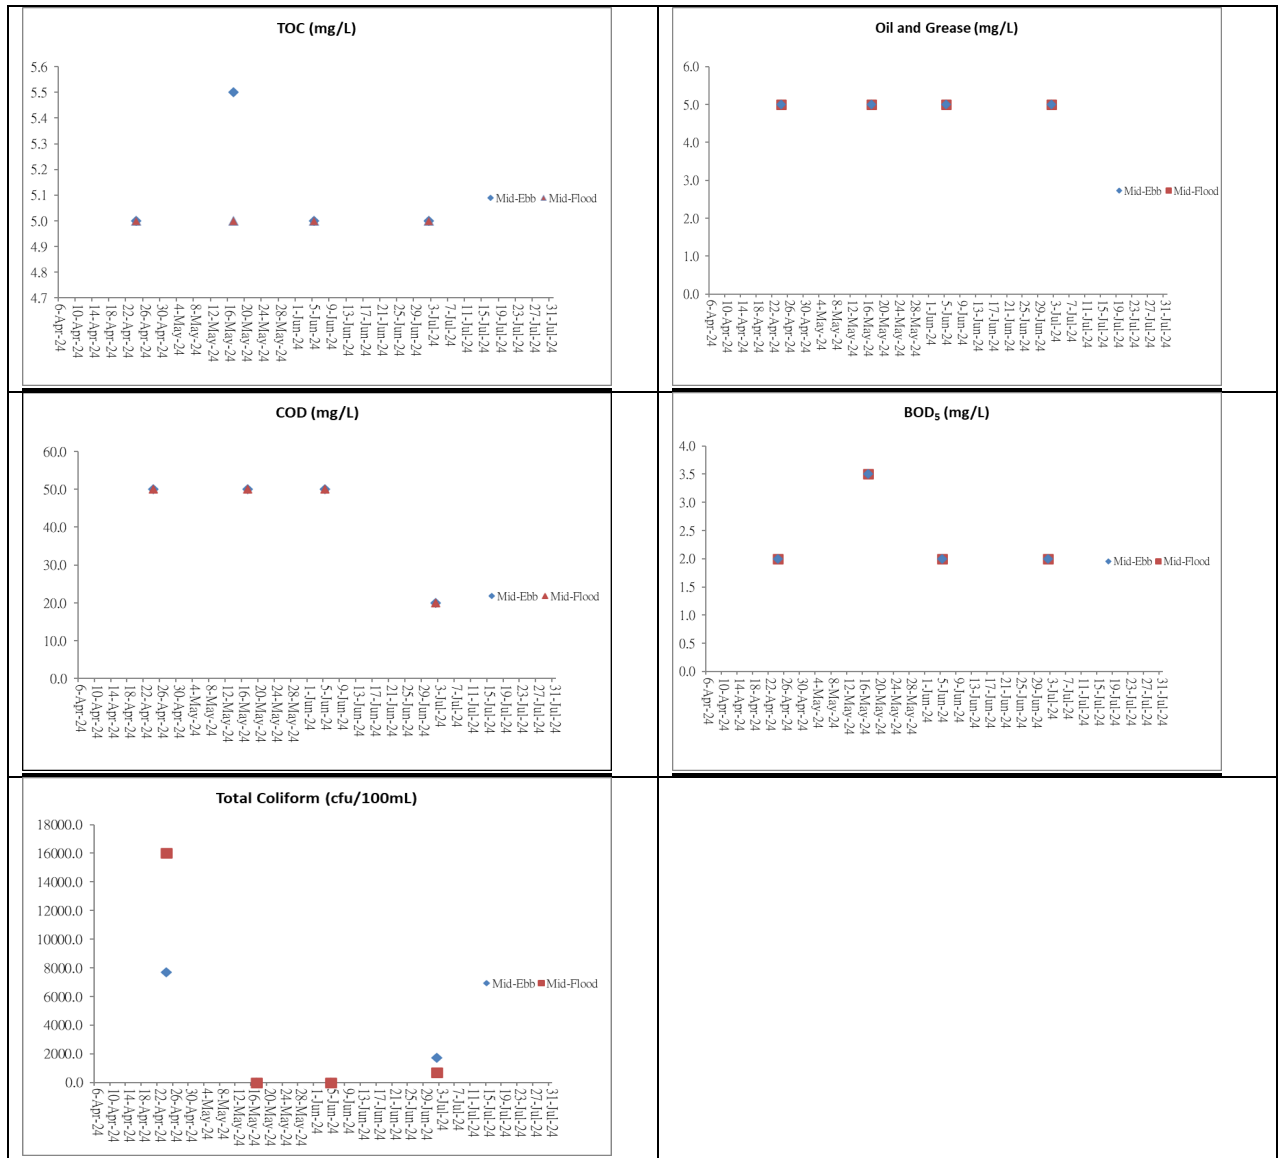 TOC (mg/L)
5.6
5.5
5.4
5.3
5.2
5.1
5.0
4.9
4.8
4.7
Mid-Ebb Mid-Flood
6-Apr-24 10-Apr-24 14-Apr-24 18-Apr-24 22-Apr-24 26-Apr-24 30-Apr-24 4-May-24 8-May-24 12-May-24 16-May-24 20-May-24 24-May-24 28-May-24 1-Jun-24 5-Jun-24 9-Jun-24 13-Jun-24 17-Jun-24 21-Jun-24 25-Jun-24 29-Jun-24 3-Jul-24 7-Jul-24 11-Jul-24 15-Jul-24 19-Jul-24 23-Jul-24 27-Jul-24 31-Jul-24
Oil and Grease (mg/L)
6.0
5.0
4.0
3.0
2.0
1.0
0.0
Mid-Ebb Mid-Flood
6-Apr-24 10-Apr-24 14-Apr-24 18-Apr-24 22-Apr-24 26-Apr-24 30-Apr-24 4-May-24 8-May-24 12-May-24 16-May-24 20-May-24 24-May-24 28-May-24 1-Jun-24 5-Jun-24 9-Jun-24 13-Jun-24 17-Jun-24 21-Jun-24 25-Jun-24 29-Jun-24 3-Jul-24 7-Jul-24 11-Jul-24 15-Jul-24 19-Jul-24 23-Jul-24 27-Jul-24 31-Jul-24
COD (mg/L)
60.0
50.0
40.0
30.0
20.0
10.0
0.0
Mid-Ebb Mid-Flood
6-Apr-24 10-Apr-24 14-Apr-24 18-Apr-24 22-Apr-24 26-Apr-24 30-Apr-24 4-May-24 8-May-24 12-May-24 16-May-24 20-May-24 24-May-24 28-May-24 1-Jun-24 5-Jun-24 9-Jun-24 13-Jun-24 17-Jun-24 21-Jun-24 25-Jun-24 29-Jun-24 3-Jul-24 7-Jul-24 11-Jul-24 15-Jul-24 19-Jul-24 23-Jul-24 27-Jul-24 31-Jul-24
BOD₅ (mg/L)
4.0
3.5
3.0
2.5
2.0
1.5
1.0
0.5
0.0
Mid-Ebb Mid-Flood
6-Apr-24 10-Apr-24 14-Apr-24 18-Apr-24 22-Apr-24 26-Apr-24 30-Apr-24 4-May-24 8-May-24 12-May-24 16-May-24 20-May-24 24-May-24 28-May-24 1-Jun-24 5-Jun-24 9-Jun-24 13-Jun-24 17-Jun-24 21-Jun-24 25-Jun-24 29-Jun-24 3-Jul-24 7-Jul-24 11-Jul-24 15-Jul-24 19-Jul-24 23-Jul-24 27-Jul-24 31-Jul-24
Total Coliform (cfu/100mL)
18000.0
16000.0
14000.0
12000.0
10000.0
8000.0
6000.0
4000.0
2000.0
0.0
Mid-Ebb Mid-Flood
6-Apr-24 10-Apr-24 14-Apr-24 18-Apr-24 22-Apr-24 26-Apr-24 30-Apr-24 4-May-24 8-May-24 12-May-24 16-May-24 20-May-24 24-May-24 28-May-24 1-Jun-24 5-Jun-24 9-Jun-24 13-Jun-24 17-Jun-24 21-Jun-24 25-Jun-24 29-Jun-24 3-Jul-24 7-Jul-24 11-Jul-24 15-Jul-24 19-Jul-24 23-Jul-24 27-Jul-24 31-Jul-24